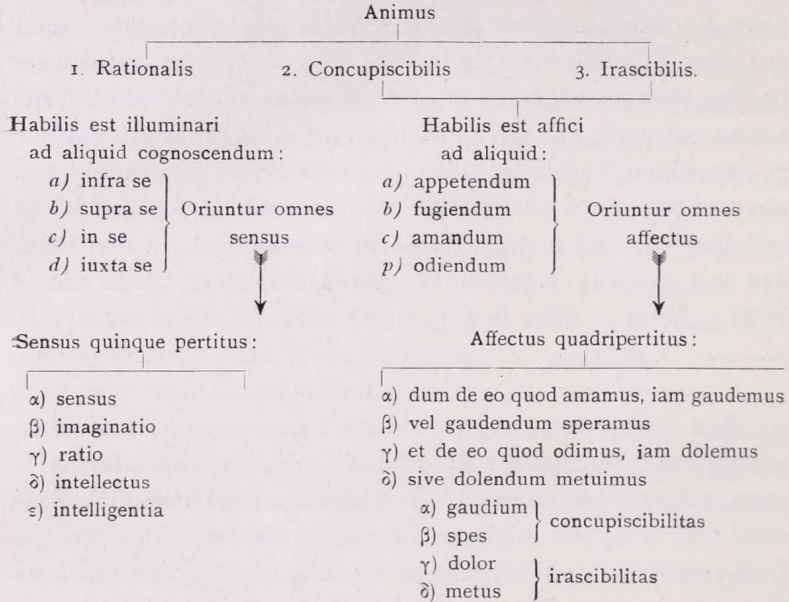 Animus
1. Rationalis 2. Concupiscibilis 3. Irascibilis.
Habilis est illuminari
ad aliquid cognoscendum:
a) infra se
b) supra se
c) in se
d) iuxta se
Oriuntur omnes
sensus
Habilis est affici
ad aliquid:
a) appetendum
b) fugiendum
c) amandum
p) odiendum
Oriuntur omnes
affectus
Sensus quinque pertitus:
α) sensus
β) imaginatio
γ) ratio
δ) intellectus
ε) intelligentia
Affectus quadripertitus:
α) dum de eo quod amamus, iam gaudemus
β) vel gaudendum speramus
γ) et de eo quod odimus, iam dolemus
δ) sive dolendum metuimus
α) gaudium
β) spes
concupiscibilitas
γ) dolor
δ) metus
irascibilitas